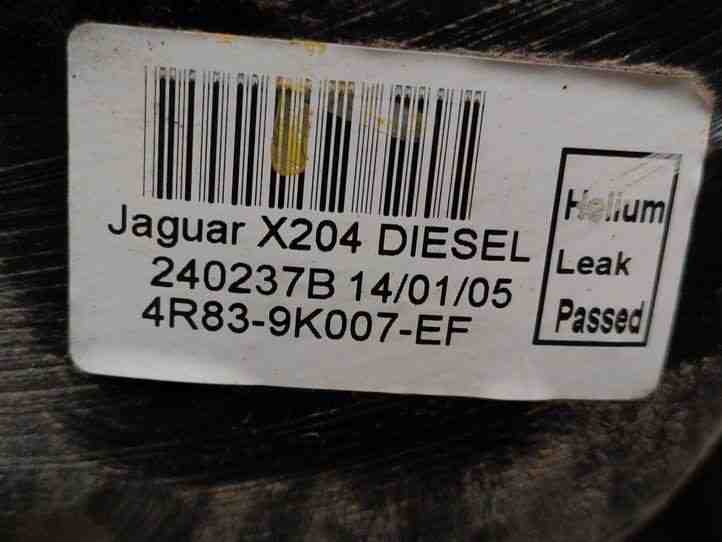 Jaguar X204 DIESEL
240237B 14/01/05
4R83-9K007-EF
Helium
Leak
Passed